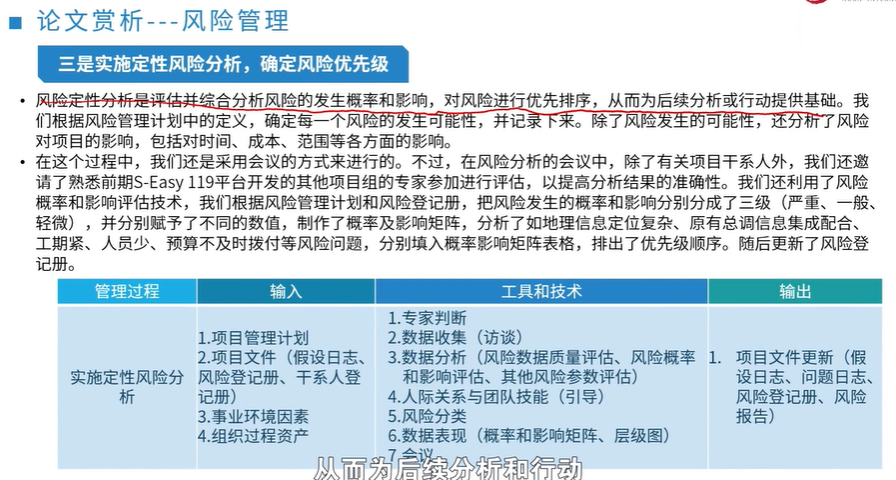 论文赏析---风险管理
三是实施定性风险分析，确定风险优先级
• 风险定性分析是评估并综合分析风险的发生概率和影响，对风险进行优先排序，从而为后续分析或行动提供基础。我
们根据风险管理计划中的定义，确定每一个风险的发生可能性，并记录下来。除了风险发生的可能性，还分析了风险
对项目的影响，包括对时间、成本、范围等各方面的影响。
• 在这个过程中，我们还是采用会议的方式来进行的。不过，在风险分析的会议中，除了有关项目干系人外，我们还邀
请了熟悉前期S-Easy 119平台开发的其他项目组的专家参加进行评估，以提高分析结果的准确性。我们还利用了风险
概率和影响评估技术，我们根据风险管理计划和风险登记册，把风险发生的概率和影响分别分成了三级（严重、一般、
轻微），并分别赋予了不同的数值，制作了概率及影响矩阵，分析了如地理信息定位复杂、原有总调信息集成配合、
工期紧、人员少、预算不及时拨付等风险问题，分别填入概率影响矩阵表格，排出了优先级顺序。随后更新了风险登
记册。
管理过程 输入 工具和技术 输出
实施定性风险分
析
1.项目管理计划
2.项目文件（假设日志、
风险登记册、干系人登
记册）
3.事业环境因素
4.组织过程资产
1.专家判断
2.数据收集（访谈）
3.数据分析（风险数据质量评估、风险概率
和影响评估、其他风险参数评估）
4.人际关系与团队技能（引导）
5.风险分类
6.数据表现（概率和影响矩阵、层级图）
7.会议
1. 项目文件更新（假
设日志、问题日志、
风险登记册、风险
报告）
从而为后续分析和行动